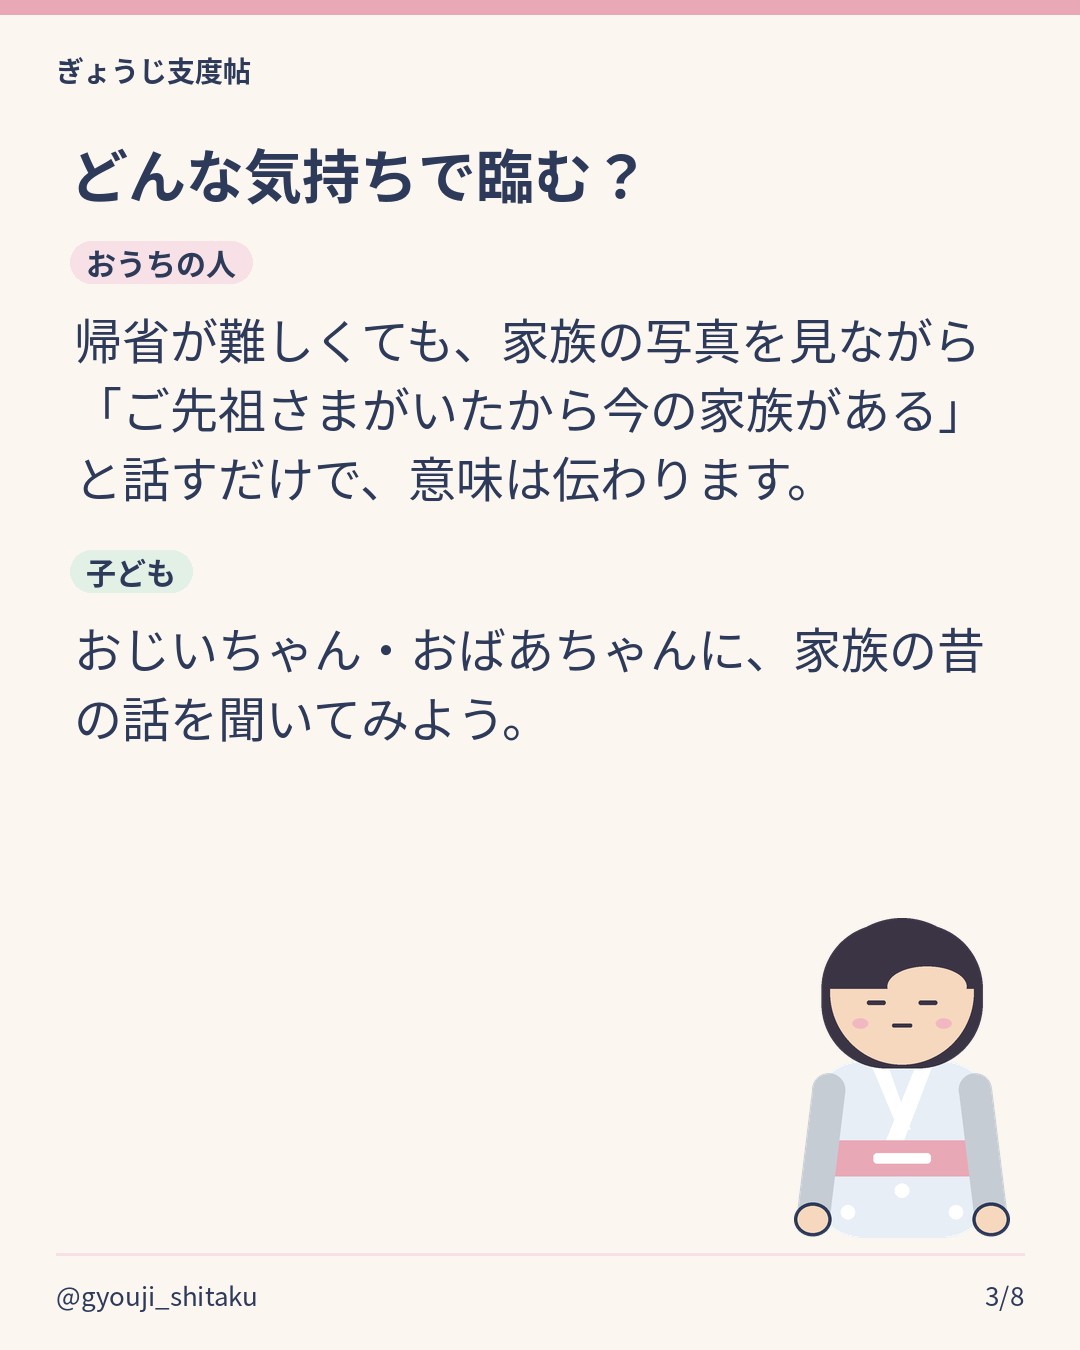 ぎょうじ支度帖
どんな気持ちで臨む？
おうちの人
帰省が難しくても、家族の写真を見ながら
「ご先祖さまがいたから今の家族がある」
と話すだけで、意味は伝わります。
子ども
おじいちゃん・おばあちゃんに、家族の昔
の話を聞いてみよう。
@gyouji_shitaku
3/8